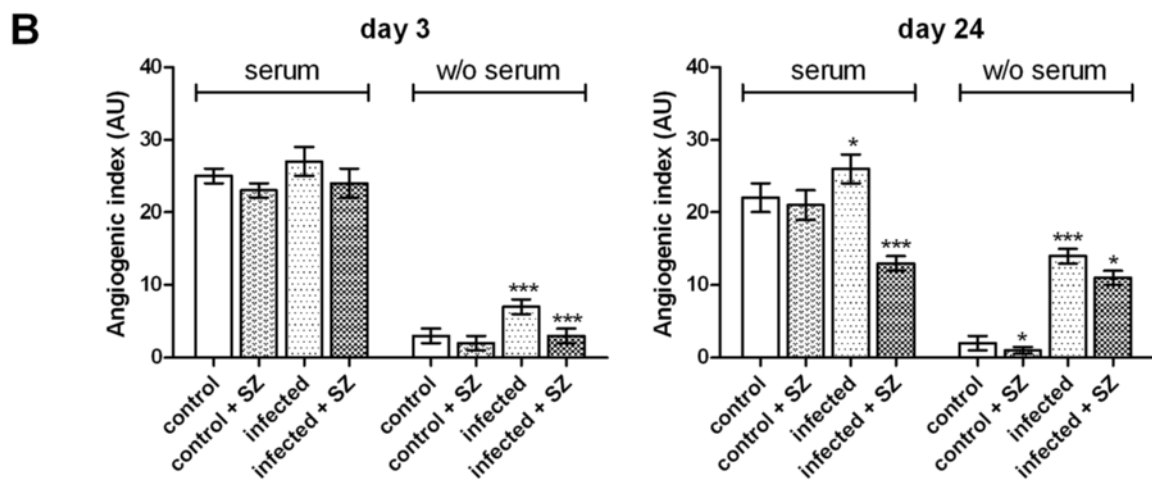 B
day 3
serum
w/o serum
Angiogenic index (AU)
40
30
20
10
0
***
***
control
control + SZ
infected
infected + SZ
control
control + SZ
infected
infected + SZ
day 24
serum
w/o serum
Angiogenic index (AU)
40
30
20
10
0
*
***
*
***
*
control
control + SZ
infected
infected + SZ
control
control + SZ
infected
infected + SZ